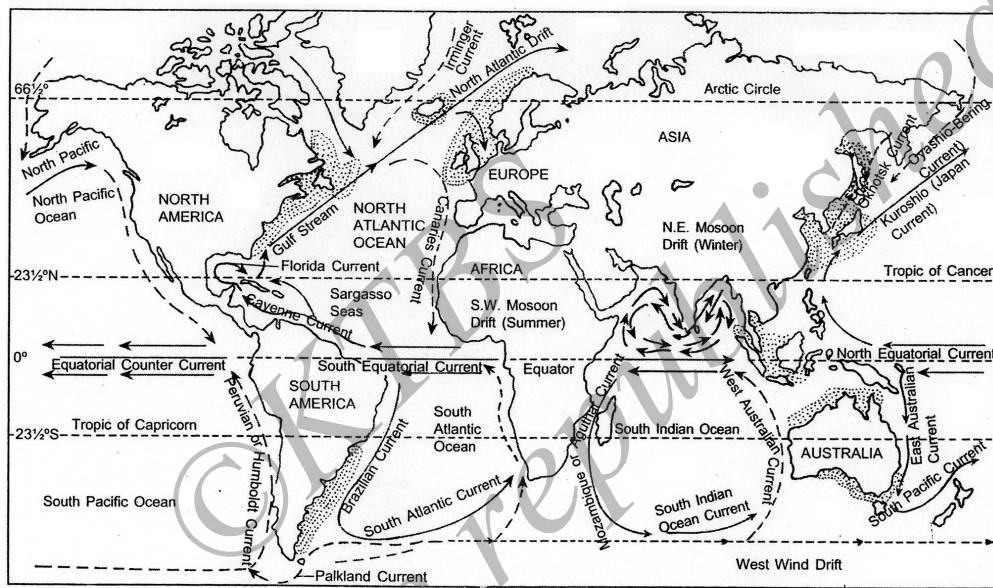 Irminger
Current
North Atlantic Drift
66½°
Arctic Circle
ASIA
North Pacific
North Pacific
Ocean
NORTH
AMERICA
EUROPE
Okhotsk Current
Oyashio-Bering
Current)
Kuroshio (Japan
Current)
NORTH
ATLANTIC
OCEAN
Gulf Stream
Canaries Current
N.E. Mosoon
Drift (Winter)
Florida Current
23½°N
AFRICA
Tropic of Cancer
Sargasso
Seas
S.W. Mosoon
Drift (Summer)
Cayenne Current
0°
Equatorial Counter Current
South Equatorial Current
Equator
North Equatorial Current
SOUTH
AMERICA
Peruvian or Humboldt Current
Brazilian Current
South
Atlantic
Ocean
Mozambique or Agulhas Current
West Australian Current
East Australian
Current
23½°S
Tropic of Capricorn
South Indian Ocean
AUSTRALIA
South Pacific Ocean
South Atlantic Current
South Indian
Ocean Current
South Pacific Current
Palkland Current
West Wind Drift
©KTBS
republished